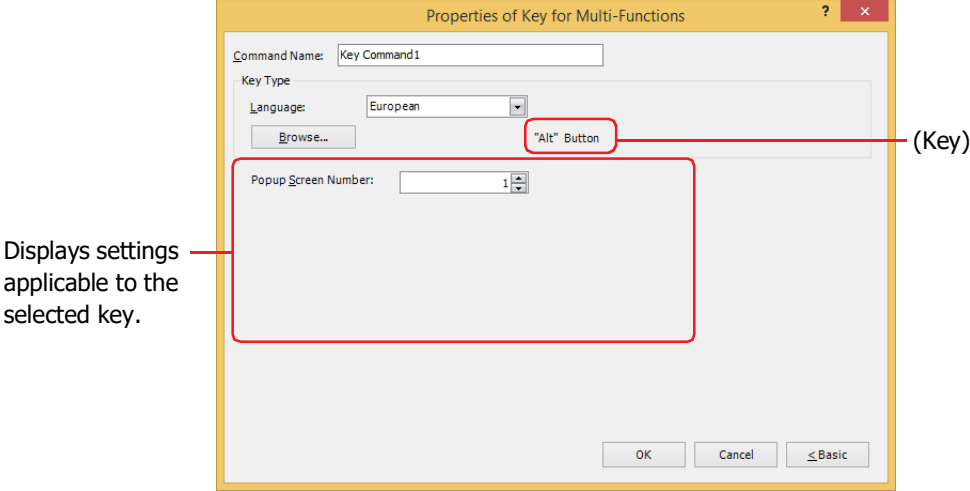 Properties of Key for Multi-Functions
?
Command Name: Key Command1
Key Type
Language: European
Browse... "Alt" Button
(Key)
Popup Screen Number: 1
Displays settings
applicable to the
selected key.
OK Cancel < Basic